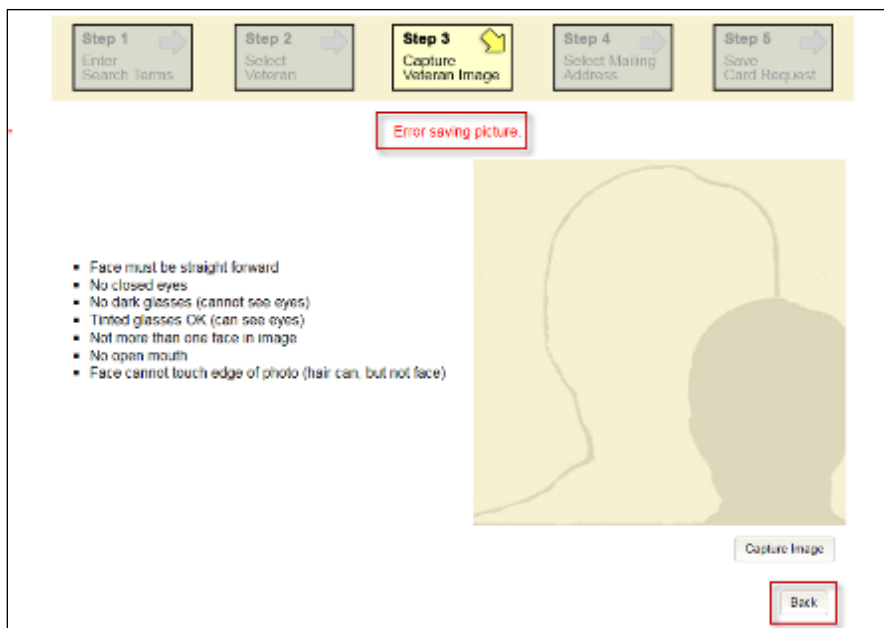 Step 1
Enter
Search Terms
Step 2
Select
Veteran
Step 3
Capture
Veteran Image
Step 4
Select Mailing
Address
Step 5
Save
Card Request
Error saving picture.
Face must be straight forward
No closed eyes
No dark glasses (cannot see eyes)
Tinted glasses OK (can see eyes)
Not more than one face in image
No open mouth
Face cannot touch edge of photo (hair can, but not face)
Capture Image
Back